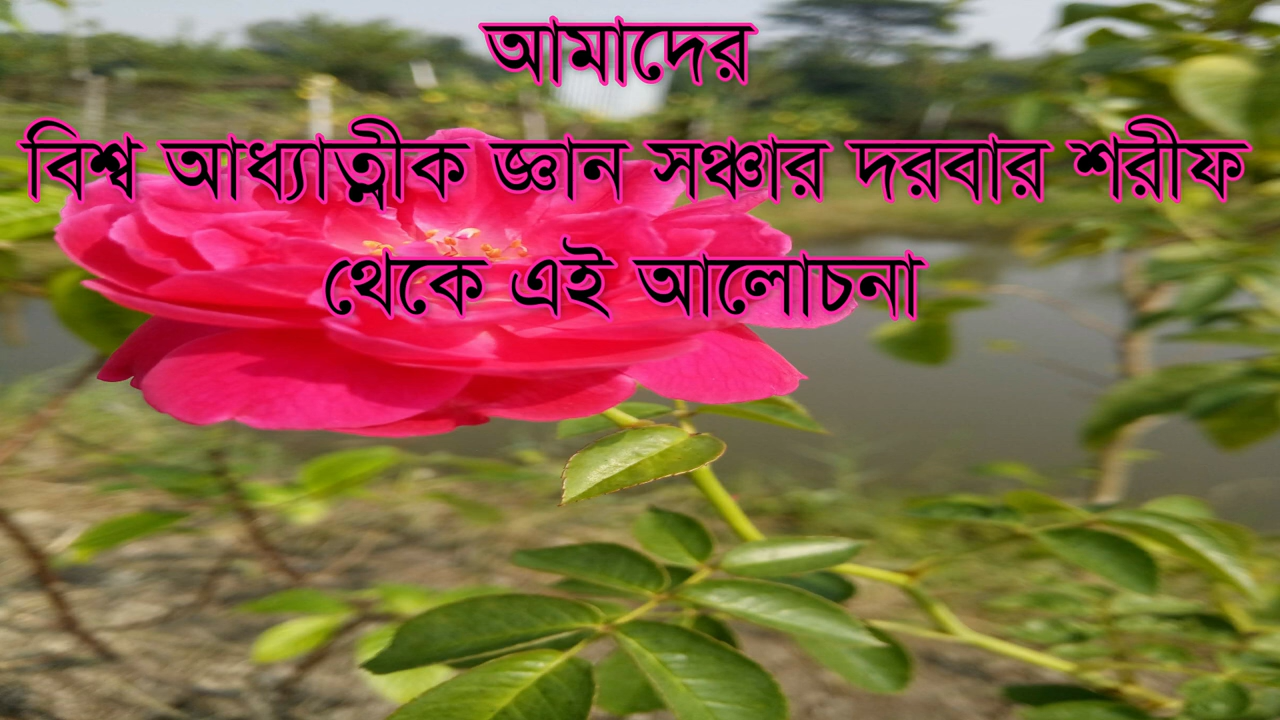 আমাদের
বিশ্ব আধ্যাত্নীক জ্ঞান সঞ্চার দরবার শরীফ
থেকে এই আলোচনা